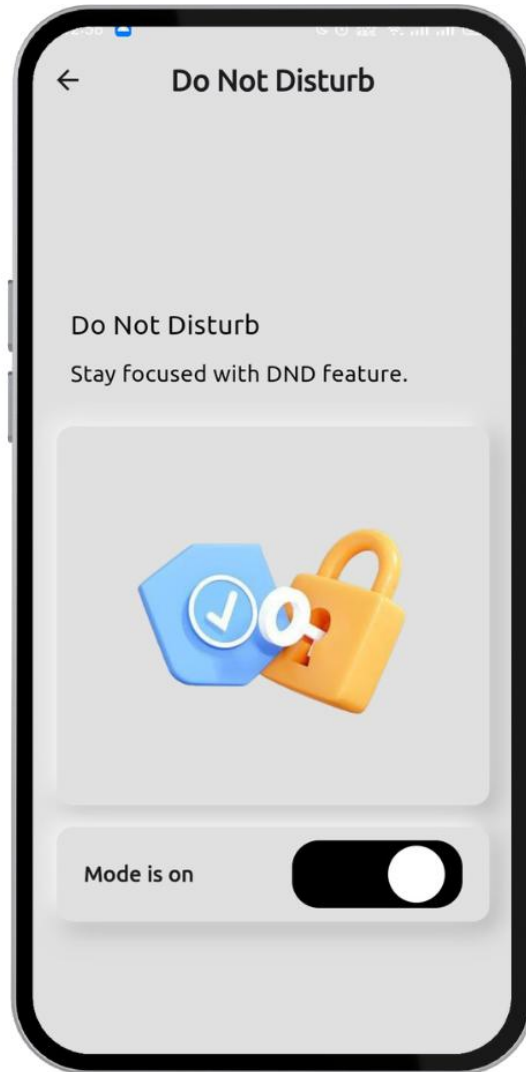 Do Not Disturb
Do Not Disturb
Stay focused with DND feature.
Mode is on